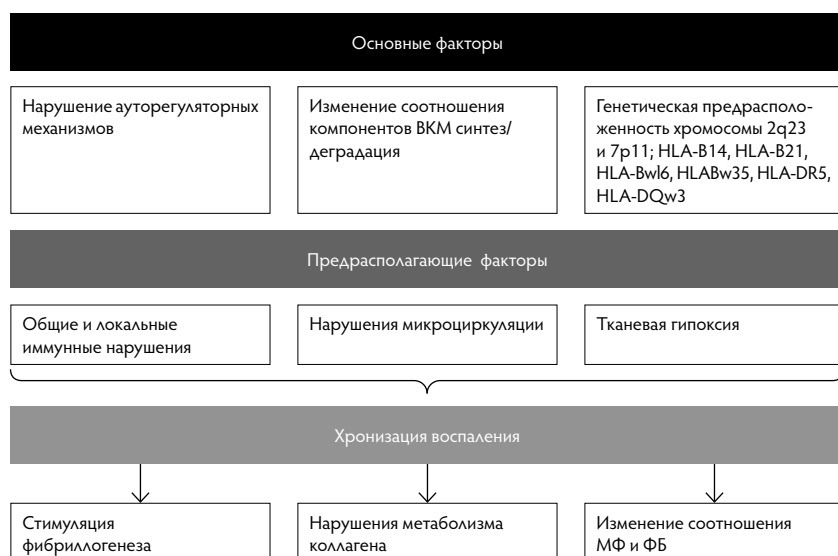 Основные факторы
Нарушение ауторегуляторных
механизмов
Изменение соотношения
компонентов ВКМ синтез/
деградация
Генетическая предрасполо-
женность хромосомы 2q23
и 7p11; HLA-B14, HLA-B21,
HLA-Bwl6, HLABw35, HLA-DR5,
HLA-DQw3
Предрасполагающие факторы
Общие и локальные
иммунные нарушения
Нарушения микроциркуляции
Тканевая гипоксия
Хронизация воспаления
Стимуляция
фибриллогенеза
Нарушения метаболизма
коллагена
Изменение соотношения
МФ и ФБ